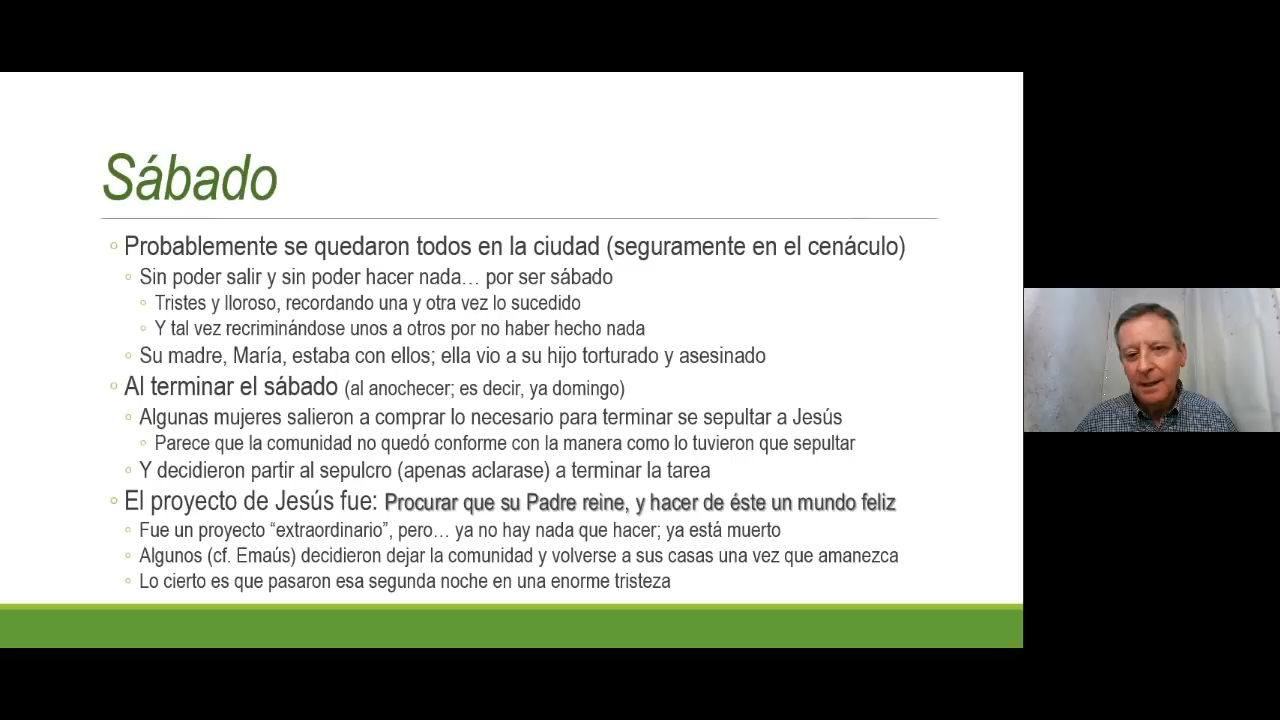 Sábado
Probablemente se quedaron todos en la ciudad (seguramente en el cenáculo)
Sin poder salir y sin poder hacer nada… por ser sábado
Tristes y lloroso, recordando una y otra vez lo sucedido
Y tal vez recriminándose unos a otros por no haber hecho nada
Su madre, María, estaba con ellos; ella vio a su hijo torturado y asesinado
Al terminar el sábado (al anochecer; es decir, ya domingo)
Algunas mujeres salieron a comprar lo necesario para terminar se sepultar a Jesús
Parece que la comunidad no quedó conforme con la manera como lo tuvieron que sepultar
Y decidieron partir al sepulcro (apenas aclarase) a terminar la tarea
El proyecto de Jesús fue: Procurar que su Padre reine, y hacer de éste un mundo feliz
Fue un proyecto “extraordinario”, pero… ya no hay nada que hacer; ya está muerto
Algunos (cf. Emaús) decidieron dejar la comunidad y volverse a sus casas una vez que amanezca
Lo cierto es que pasaron esa segunda noche en una enorme tristeza